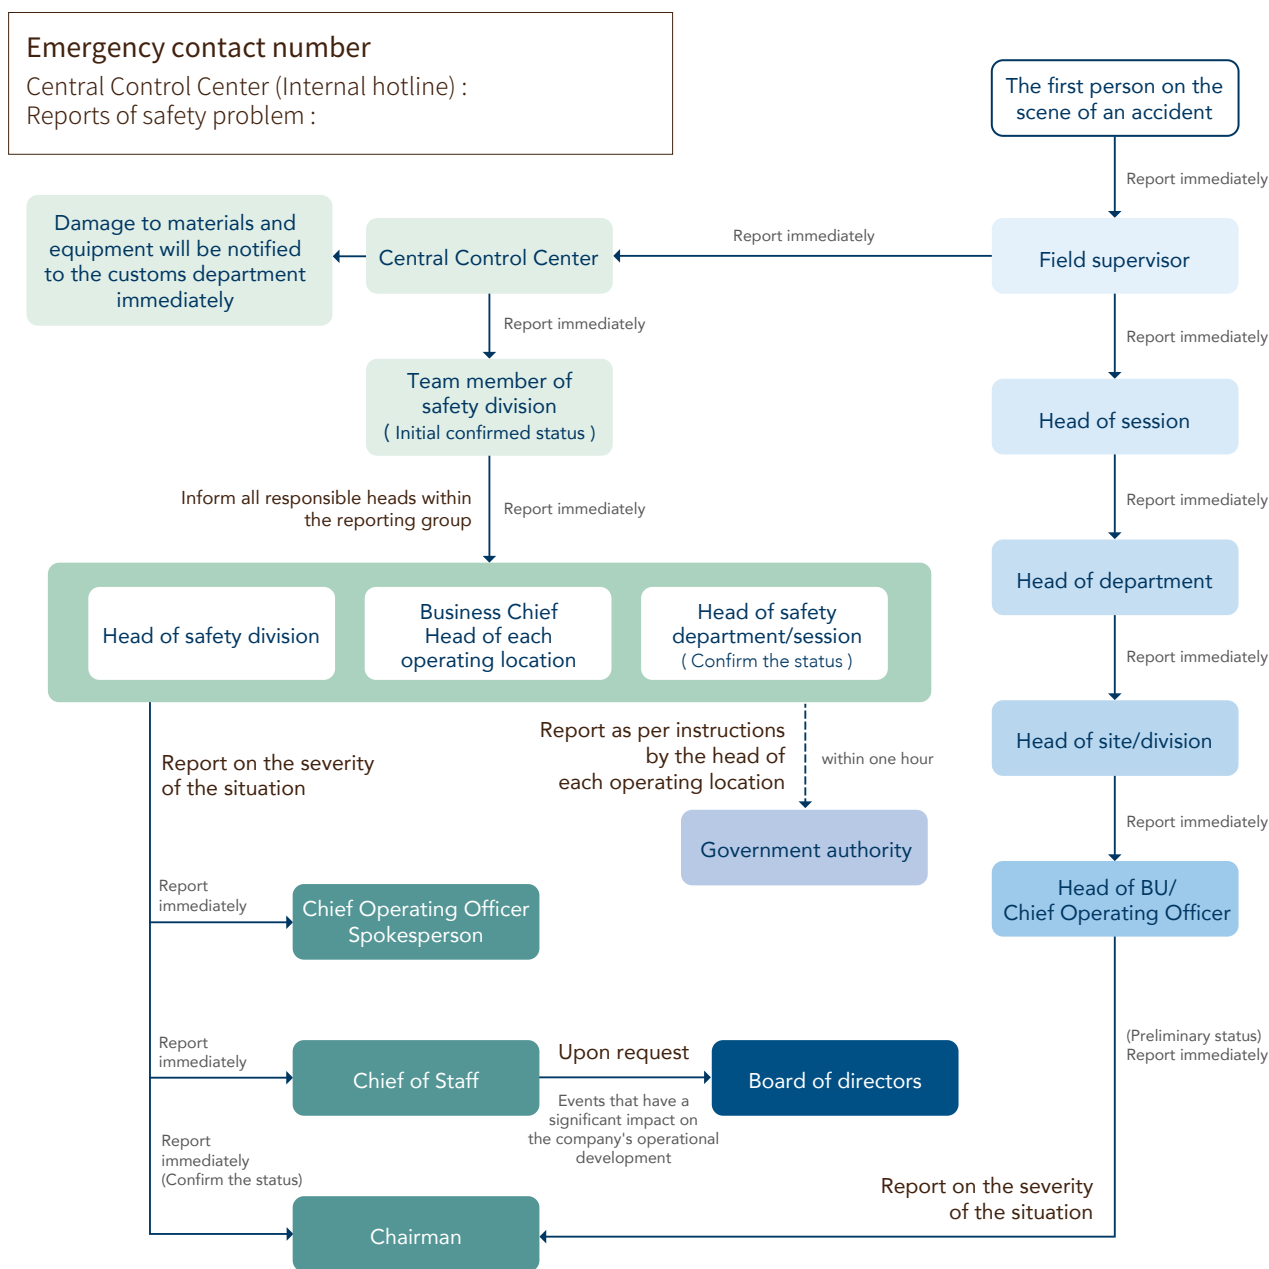 Emergency contact number
Central Control Center (Internal hotline) :
Reports of safety problem :
The first person on the
scene of an accident
Report immediately
Damage to materials and
equipment will be notified
to the customs department
immediately
Central Control Center
Report immediately
Field supervisor
Report immediately
Report immediately
Team member of
safety division
( Initial confirmed status )
Head of session
Inform all responsible heads within
the reporting group
Report immediately
Report immediately
Head of department
Head of safety division
Business Chief
Head of each
operating location
Head of safety
department/session
( Confirm the status )
Report immediately
Head of site/division
Report on the severity
of the situation
Report as per instructions
by the head of
each operating location
within one hour
Report immediately
Government authority
Head of BU/
Chief Operating Officer
Report
immediately
Chief Operating Officer
Spokesperson
(Preliminary status)
Report immediately
Report
immediately
Chief of Staff
Upon request
Events that have a
significant impact on
the company's operational
development
Board of directors
Report
immediately
(Confirm the status)
Report on the severity
of the situation
Chairman